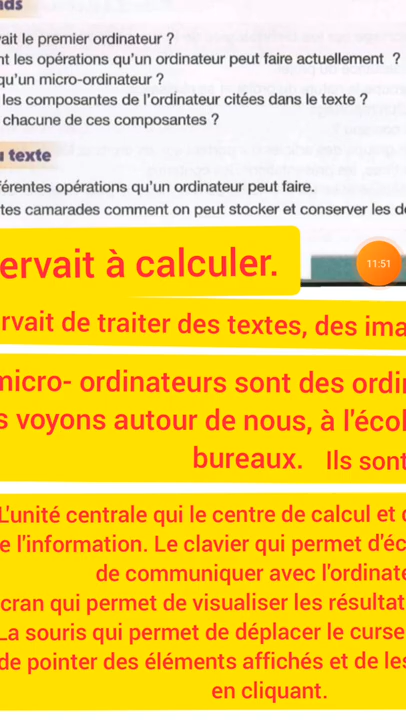 nds
ait le premier ordinateur ?
nt les opérations qu'un ordinateur peut faire actuellement ?
qu'un micro-ordinateur ?
les composantes de l'ordinateur citées dans le texte ?
chacune de ces composantes ?
u texte
férentes opérations qu'un ordinateur peut faire.
tes camarades comment on peut stocker et conserver les d
ervait à calculer.
11:51
rvait de traiter des textes, des ima
micro- ordinateurs sont des ordi
s voyons autour de nous, à l'écol
bureaux. Ils sont
L'unité centrale qui le centre de calcul et
e l'information. Le clavier qui permet d'éc
de communiquer avec l'ordinate
cran qui permet de visualiser les résultat
La souris qui permet de déplacer le curse
de pointer des éléments affichés et de les
en cliquant.